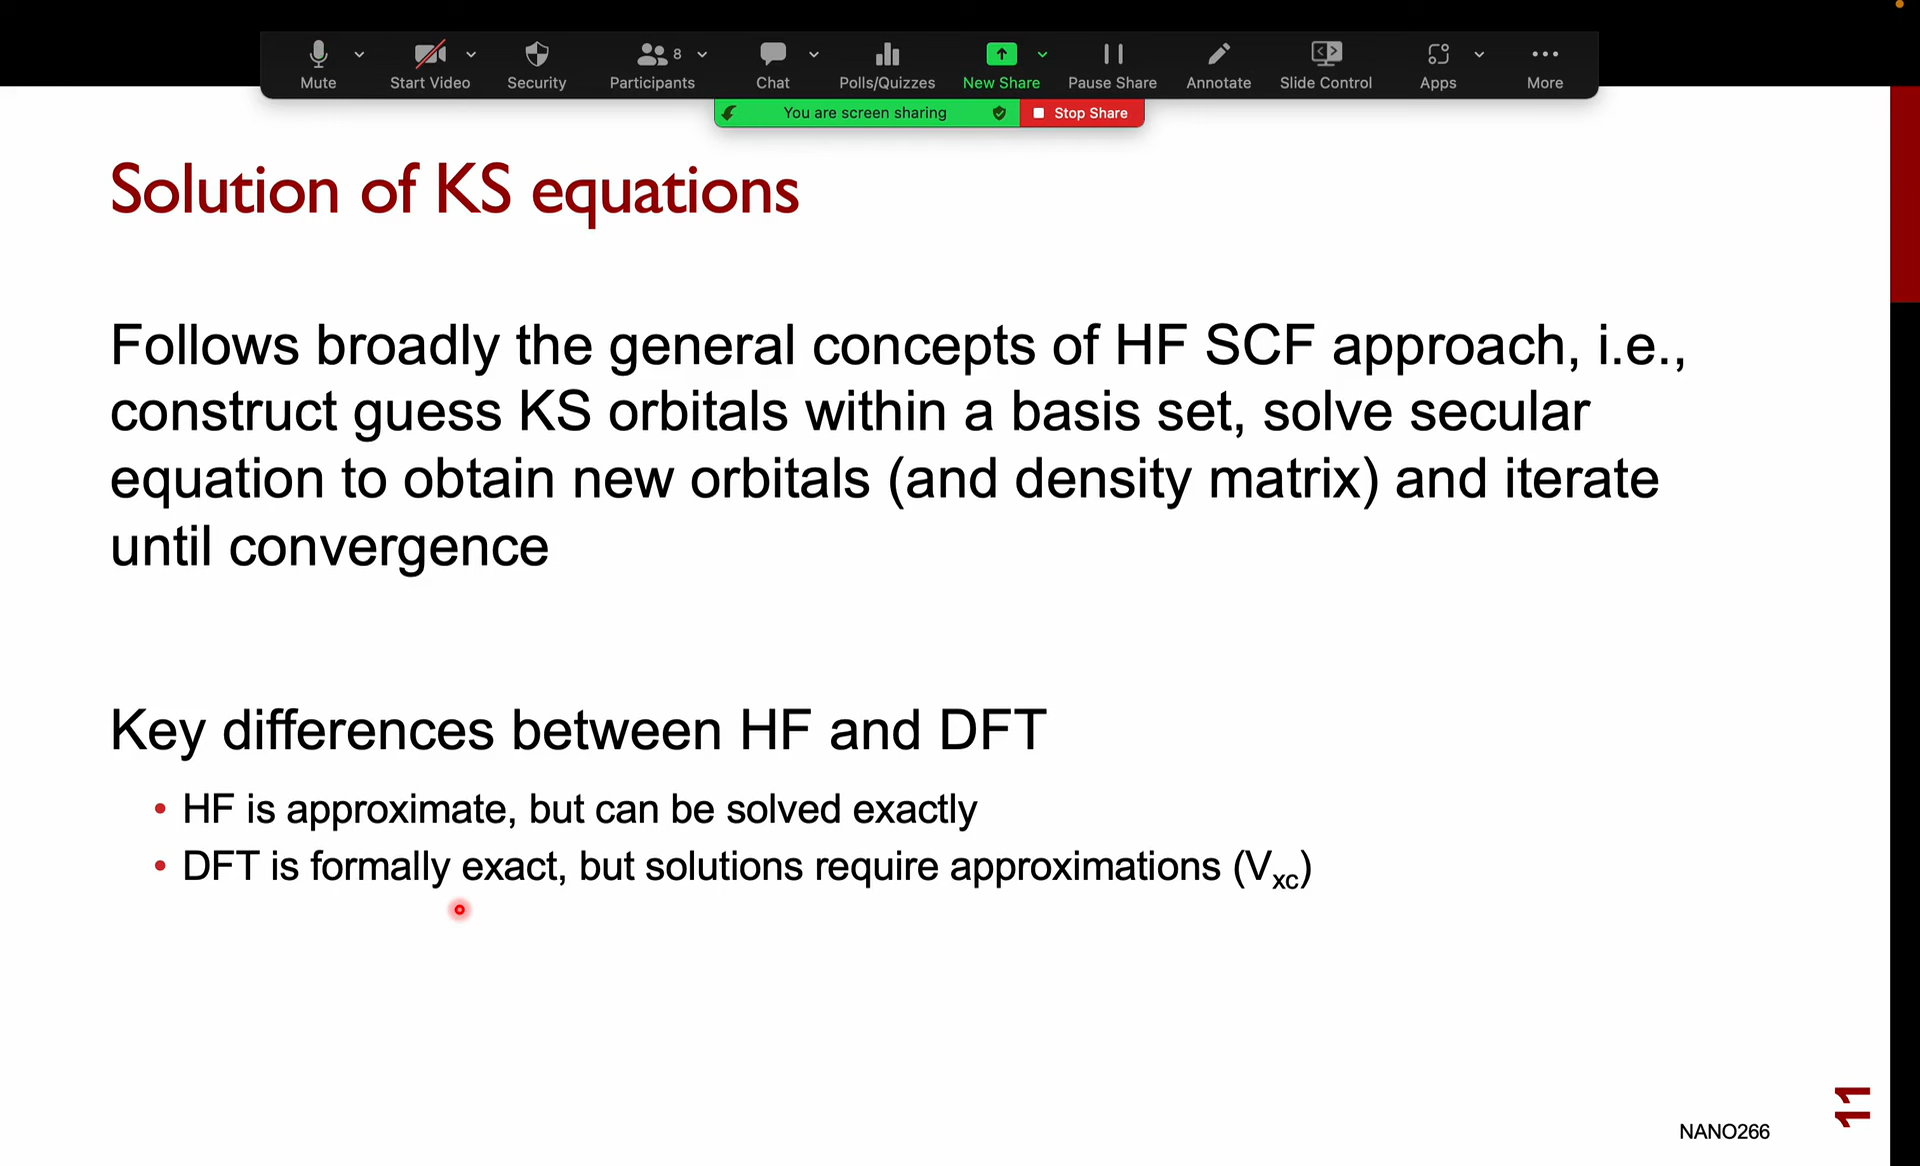 Mute
Start Video
Security
Participants
8
Chat
Polls/Quizzes
New Share
Pause Share
Annotate
Slide Control
Apps
More
You are screen sharing
Stop Share
Solution of KS equations
Follows broadly the general concepts of HF SCF approach, i.e.,
construct guess KS orbitals within a basis set, solve secular
equation to obtain new orbitals (and density matrix) and iterate
until convergence
Key differences between HF and DFT
• HF is approximate, but can be solved exactly
• DFT is formally exact, but solutions require approximations (Vxc)
NANO266
11